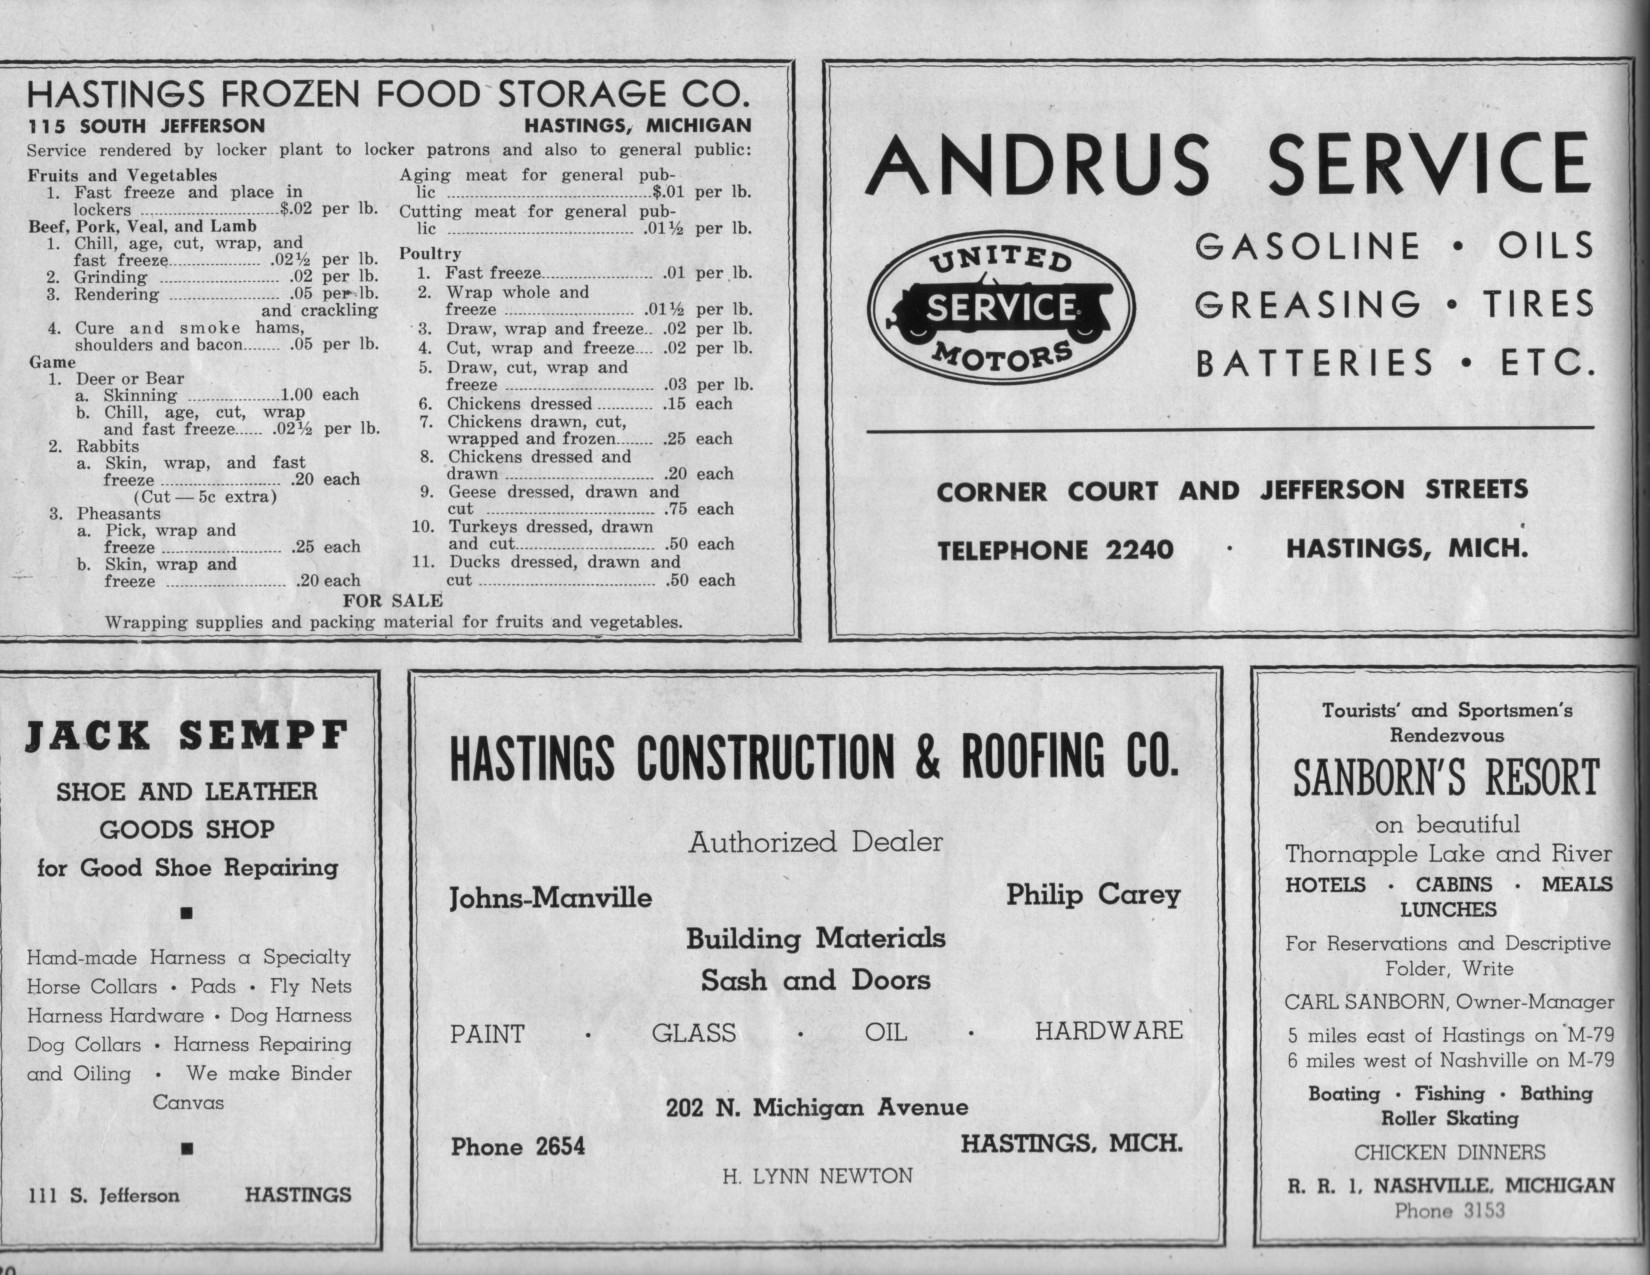 HASTINGS FROZEN FOOD STORAGE CO.
115 SOUTH JEFFERSON HASTINGS, MICHIGAN
Service rendered by locker plant to locker patrons and also to general public:
Fruits and Vegetables
1. Fast freeze and place in
lockers ............................$.02 per lb.
Beef, Pork, Veal, and Lamb
1. Chill, age, cut, wrap, and
fast freeze.................... .02½ per lb.
2. Grinding .......................... .02 per lb.
3. Rendering ........................ .05 per lb.
and crackling
4. Cure and smoke hams,
shoulders and bacon........ .05 per lb.
Game
1. Deer or Bear
a. Skinning ....................1.00 each
b. Chill, age, cut, wrap
and fast freeze...... .02½ per lb.
2. Rabbits
a. Skin, wrap, and fast
freeze .......................... .20 each
(Cut — 5c extra)
3. Pheasants
a. Pick, wrap and
freeze .......................... .25 each
b. Skin, wrap and
freeze .......................... .20 each
Aging meat for general pub-
lic ............................................$.01 per lb.
Cutting meat for general pub-
lic ........................................ .01½ per lb.
Poultry
1. Fast freeze........................ .01 per lb.
2. Wrap whole and
freeze ............................ .01½ per lb.
3. Draw, wrap and freeze.. .02 per lb.
4. Cut, wrap and freeze.... .02 per lb.
5. Draw, cut, wrap and
freeze ................................ .03 per lb.
6. Chickens dressed ............ .15 each
7. Chickens drawn, cut,
wrapped and frozen........ .25 each
8. Chickens dressed and
drawn ................................ .20 each
9. Geese dressed, drawn and
cut .................................... .75 each
10. Turkeys dressed, drawn
and cut.............................. .50 each
11. Ducks dressed, drawn and
cut ...................................... .50 each
FOR SALE
Wrapping supplies and packing material for fruits and vegetables.
ANDRUS SERVICE
UNITED
SERVICE
MOTORS
GASOLINE • OILS
GREASING • TIRES
BATTERIES • ETC.
CORNER COURT AND JEFFERSON STREETS
TELEPHONE 2240 · HASTINGS, MICH.
JACK SEMPF
SHOE AND LEATHER
GOODS SHOP
for Good Shoe Repairing
■
Hand-made Harness a Specialty
Horse Collars • Pads • Fly Nets
Harness Hardware • Dog Harness
Dog Collars • Harness Repairing
and Oiling • We make Binder
Canvas
■
111 S. Jefferson HASTINGS
HASTINGS CONSTRUCTION & ROOFING CO.
Authorized Dealer
Johns-Manville Philip Carey
Building Materials
Sash and Doors
PAINT · GLASS · OIL · HARDWARE
202 N. Michigan Avenue
Phone 2654 HASTINGS, MICH.
H. LYNN NEWTON
Tourists' and Sportsmen's
Rendezvous
SANBORN'S RESORT
on beautiful
Thornapple Lake and River
HOTELS · CABINS · MEALS
LUNCHES
For Reservations and Descriptive
Folder, Write
CARL SANBORN, Owner-Manager
5 miles east of Hastings on M-79
6 miles west of Nashville on M-79
Boating · Fishing · Bathing
Roller Skating
CHICKEN DINNERS
R. R. 1, NASHVILLE, MICHIGAN
Phone 3153